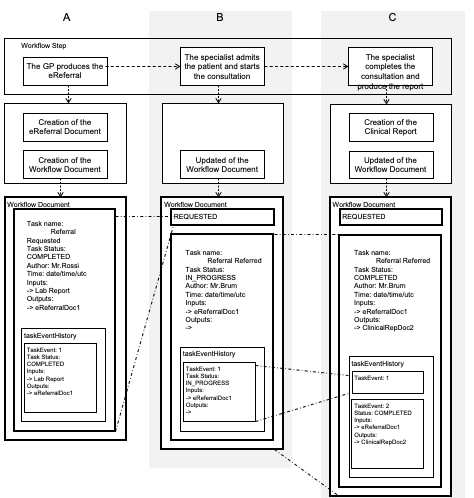 A
B
C
Workflow Step
The GP produces the
eReferral
The specialist admits
the patient and starts
the consultation
The specialist
completes the
consultation and
produce the report
Creation of the
eReferral Document
Creation of the
Workflow Document
Updated of the
Workflow Document
Creation of the
Clinical Report
Updated of the
Workflow Document
Workflow Document
Task name:
Referral
Requested
Task Status:
COMPLETED
Author: Mr.Rossi
Time: date/time/utc
Inputs:
-> Lab Report
Outputs:
-> eReferralDoc1
taskEventHistory
TaskEvent: 1
Task Status:
COMPLETED
Inputs:
-> Lab Report
Outputs:
-> eReferralDoc1
Workflow Document
REQUESTED
Task name:
Referral Referred
Task Status:
IN_PROGRESS
Author: Mr.Brum
Time: date/time/utc
Inputs:
-> eReferralDoc1
Outputs:
->
taskEventHistory
TaskEvent: 1
Task Status:
IN_PROGRESS
Inputs:
-> eReferralDoc1
Outputs:
->
Workflow Document
REQUESTED
Task name:
Referral Referred
Task Status:
COMPLETED
Author: Mr.Brum
Time: date/time/utc
Inputs:
-> eReferralDoc1
Outputs:
-> ClinicalRepDoc2
taskEventHistory
TaskEvent: 1
TaskEvent: 2
Status: COMPLETED
Inputs:
-> eReferralDoc1
Outputs:
-> ClinicalRepDoc2